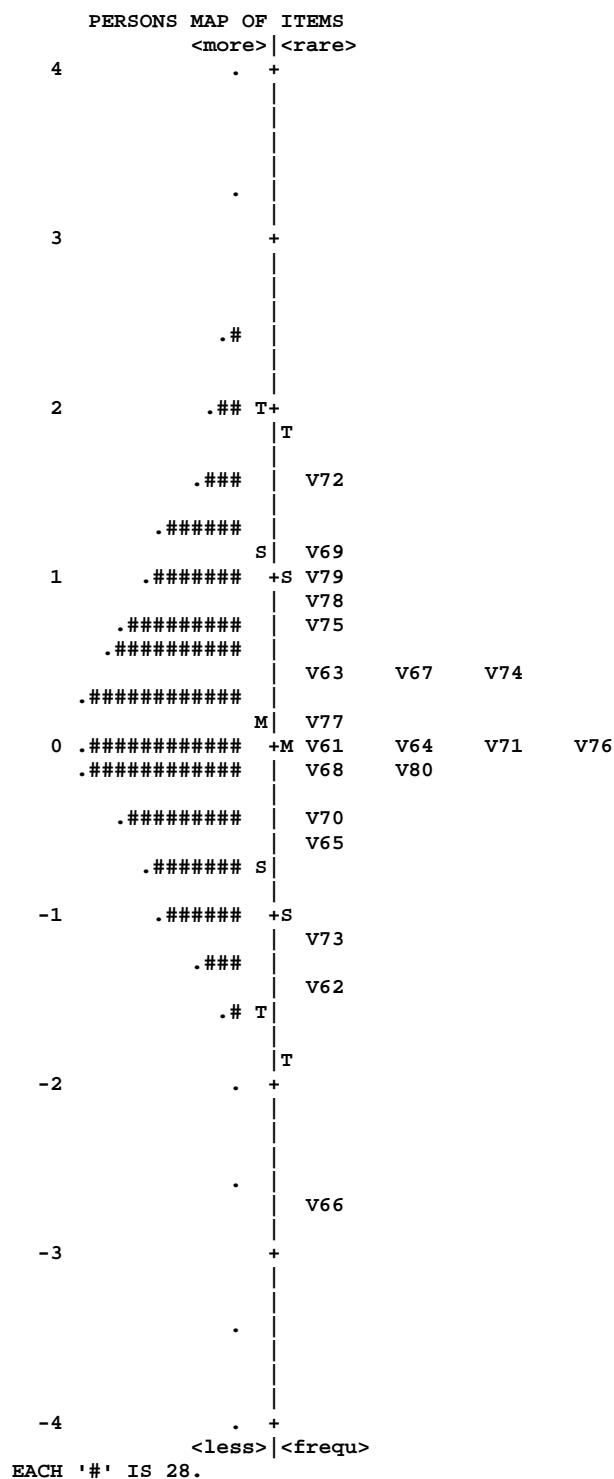 PERSONS MAP OF ITEMS
<more>|<rare>
4 . +
|
|
|
|
|
|
. |
|
3 +
|
|
|
|
.# |
|
|
2 .## T+
|T
|
.### | V72
|
.###### |
S| V69
1 .####### +S V79
| V78
.######### | V75
.########## |
| V63 V67 V74
.############ |
M| V77
0 .############ +M V61 V64 V71 V76
.############ | V68 V80
|
.######### | V70
| V65
.####### S|
|
-1 .###### +S
| V73
.### |
| V62
.# T|
|
|T
-2 . +
|
|
|
. |
| V66
|
-3 +
|
|
. |
|
|
|
-4 . +
<less>|<frequ>
EACH '#' IS 28.